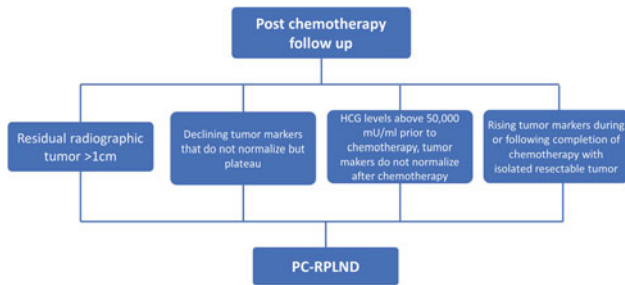 Post chemotherapy
follow up
Residual radiographic
tumor >1cm
Declining tumor markers
that do not normalize but
plateau
HCG levels above 50,000
mU/ml prior to
chemotherapy, tumor
makers do not normalize
after chemotherapy
Rising tumor markers during
or following completion of
chemotherapy with
isolated resectable tumor
PC-RPLND